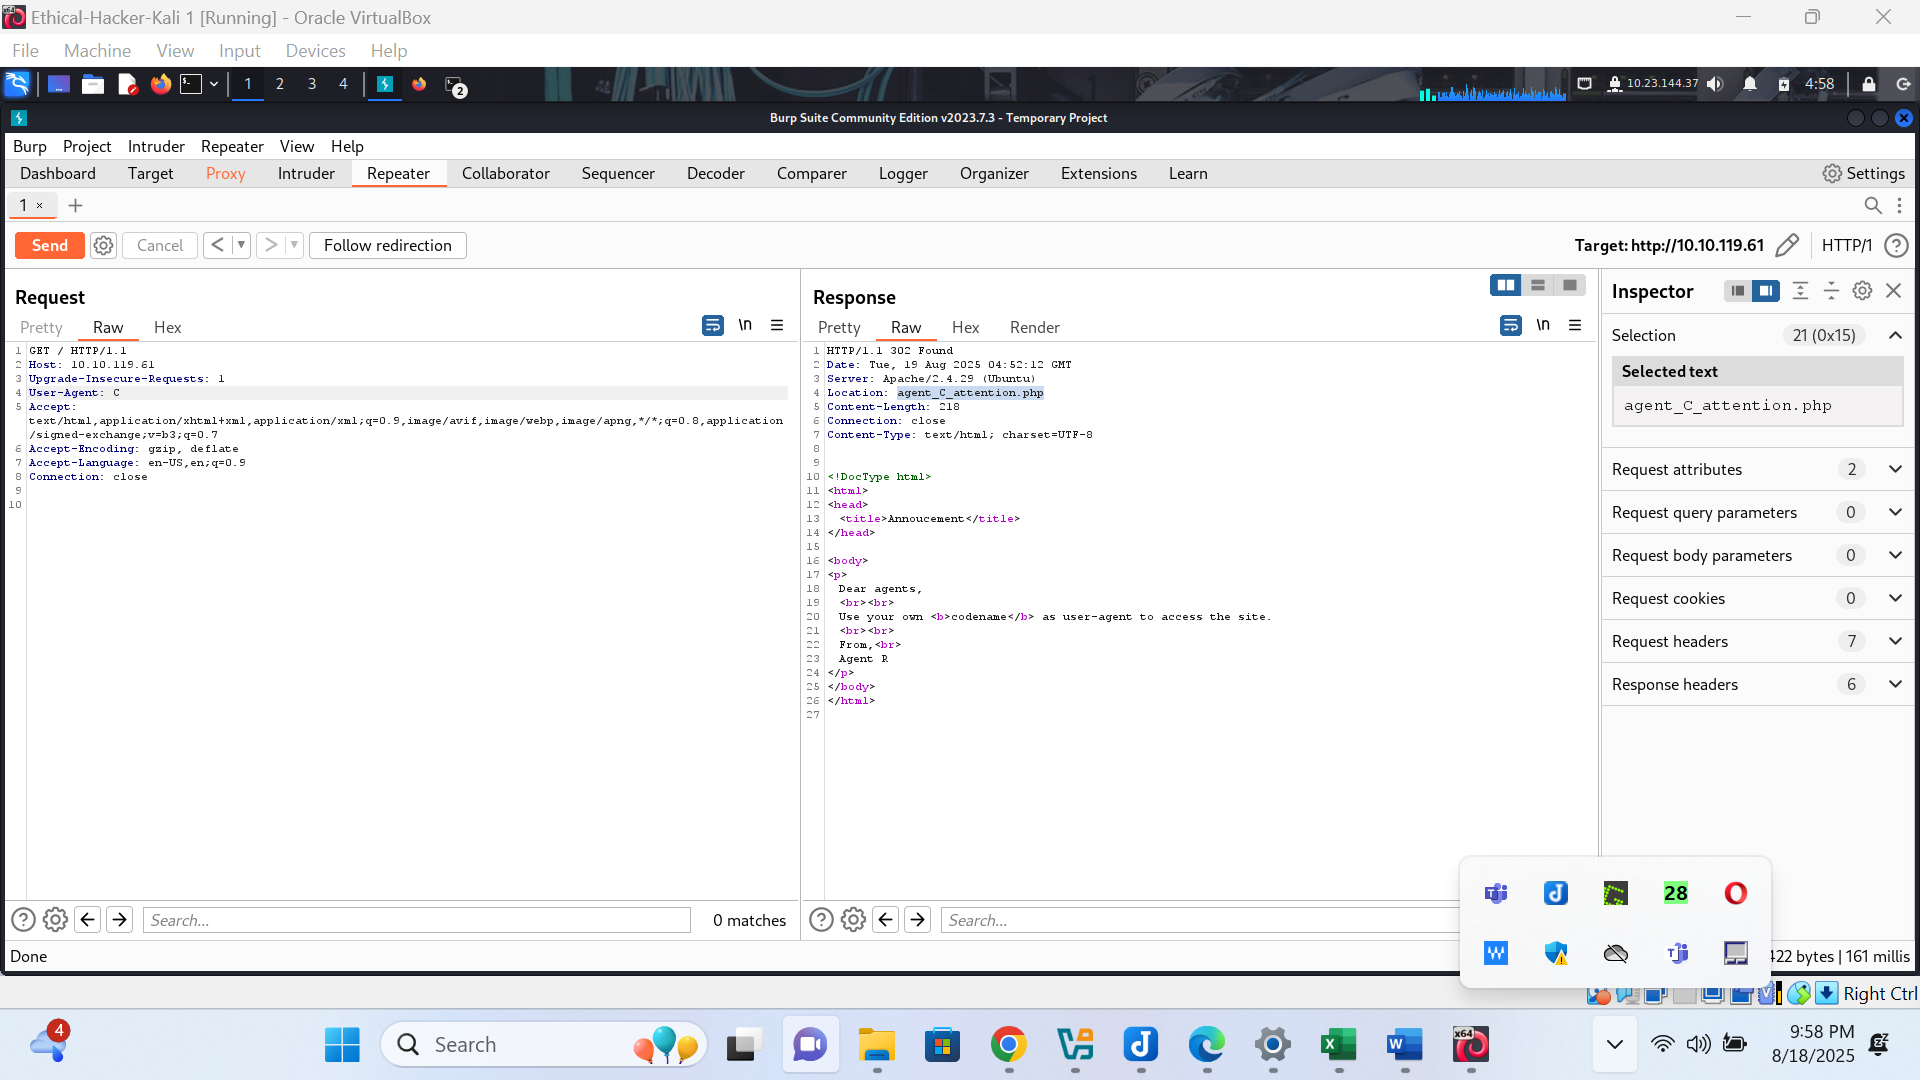 Ethical-Hacker-Kali 1 [Running] - Oracle VirtualBox
File Machine View Input Devices Help
1 2 3 4 2 10.23.144.37 4:58
Burp Suite Community Edition v2023.7.3 - Temporary Project
Burp Project Intruder Repeater View Help
Dashboard Target Proxy Intruder Repeater Collaborator Sequencer Decoder Comparer Logger Organizer Extensions Learn Settings
1 × +
Send Cancel < > Follow redirection Target: http://10.10.119.61 HTTP/1 ?
Request
Pretty Raw Hex \n
1 GET / HTTP/1.1
2 Host: 10.10.119.61
3 Upgrade-Insecure-Requests: 1
4 User-Agent: C
5 Accept:
text/html,application/xhtml+xml,application/xml;q=0.9,image/avif,image/webp,image/apng,*/*;q=0.8,application
/signed-exchange;v=b3;q=0.7
6 Accept-Encoding: gzip, deflate
7 Accept-Language: en-US,en;q=0.9
8 Connection: close
9
10
Search... 0 matches
Response
Pretty Raw Hex Render \n
1 HTTP/1.1 302 Found
2 Date: Tue, 19 Aug 2025 04:52:12 GMT
3 Server: Apache/2.4.29 (Ubuntu)
4 Location: agent_C_attention.php
5 Content-Length: 218
6 Connection: close
7 Content-Type: text/html; charset=UTF-8
8
9
10 <!DocType html>
11 <html>
12 <head>
13 <title>Annoucement</title>
14 </head>
15
16 <body>
17 <p>
18 Dear agents,
19 <br><br>
20 Use your own <b>codename</b> as user-agent to access the site.
21 <br><br>
22 From,<br>
23 Agent R
24 </p>
25 </body>
26 </html>
27
Search...
Inspector
Selection 21 (0x15)
Selected text
agent_C_attention.php
Request attributes 2
Request query parameters 0
Request body parameters 0
Request cookies 0
Request headers 7
Response headers 6
28
Done
422 bytes | 161 millis
Right Ctrl
4 Search x64 9:58 PM
8/18/2025